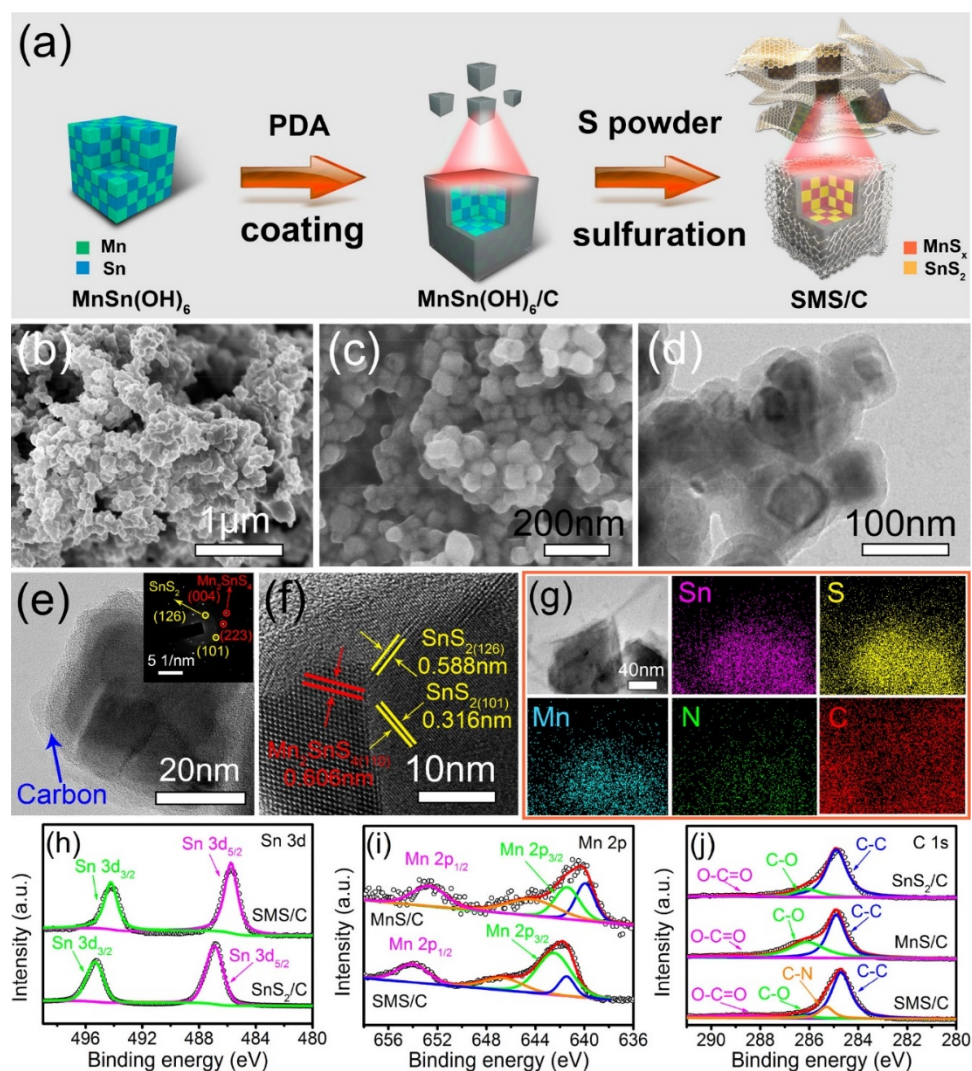 (a)
PDA
coating
S powder
sulfuration
Mn
Sn
MnSn(OH)6
MnSn(OH)6/C
MnSx
SnS2
SMS/C
(b)
1μm
(c)
200nm
(d)
100nm
(e)
SnS2
Mn2SnS4
(004)
(126)
(223)
(101)
5 1/nm
Carbon
20nm
(f)
SnS2(126)
0.588nm
SnS2(101)
0.316nm
0.606nm
10nm
(g)
40nm
Sn
S
Mn
N
C
(h)
Sn 3d
Sn 3d5/2
Sn 3d3/2
SMS/C
Sn 3d3/2
Sn 3d5/2
SnS2/C
Intensity (a.u.)
496 492 488 484 480
Binding energy (eV)
(i)
Mn 2p
Mn 2p1/2
Mn 2p3/2
MnS/C
Mn 2p1/2
Mn 2p3/2
SMS/C
Intensity (a.u.)
658 652 648 644 640 636
Binding energy (eV)
(j)
C 1s
O-C=O
C-O
C-C
SnS2/C
O-C=O
C-O
C-C
MnS/C
O-C=O
C-O
C-N
C-C
SMS/C
Intensity (a.u.)
290 288 286 284 282 280
Binding energy (eV)